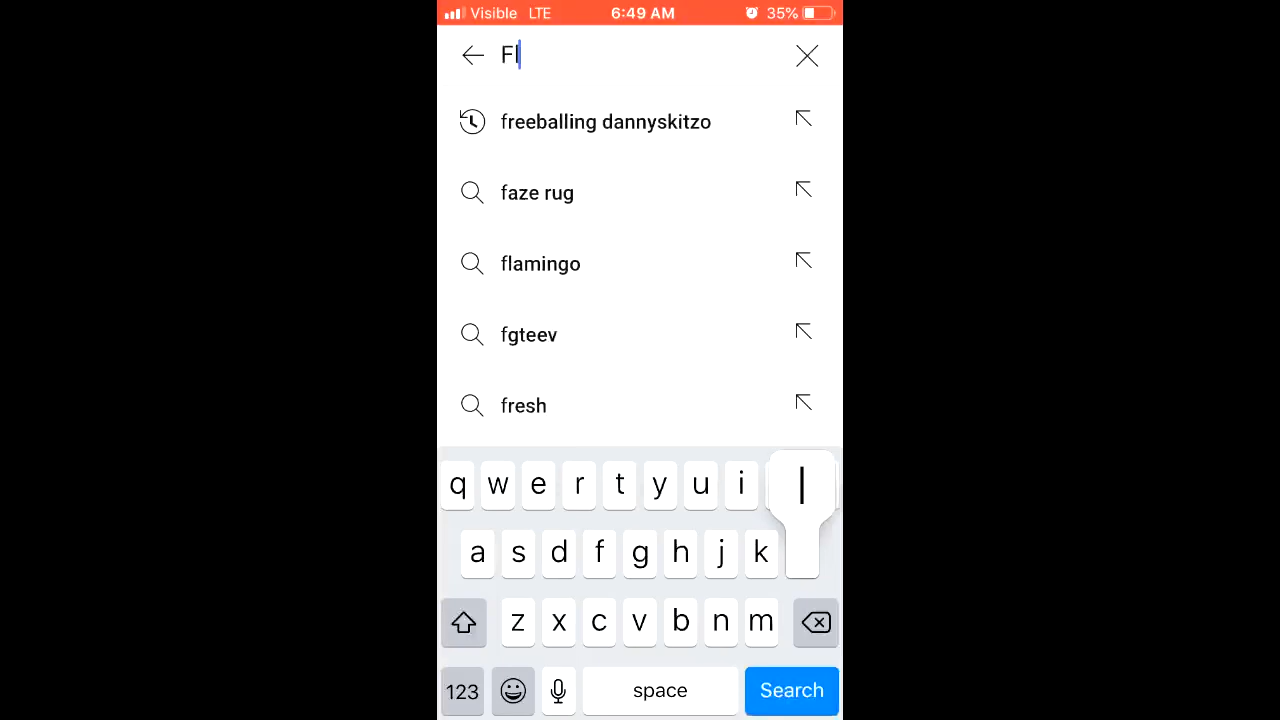 Visible LTE 6:49 AM 35%
Fl
freeballing dannyskitzo
faze rug
flamingo
fgteev
fresh
q w e r t y u i l
a s d f g h j k
z x c v b n m
123 space Search